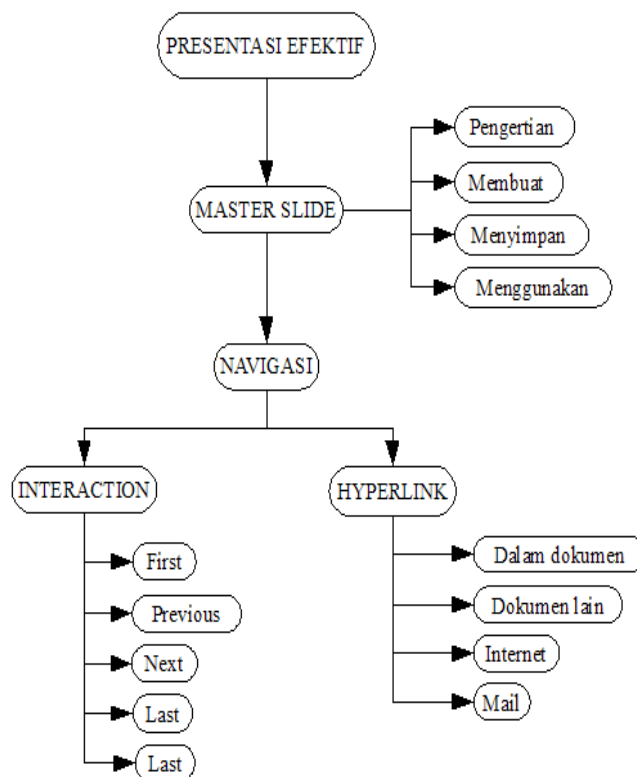 PRESENTASI EFEKTIF
Pengertian
Membuat
MASTER SLIDE
Menyimpan
Menggunakan
NAVIGASI
INTERACTION
HYPERLINK
First
Previous
Next
Last
Last
Dalam dokumen
Dokumen lain
Internet
Mail